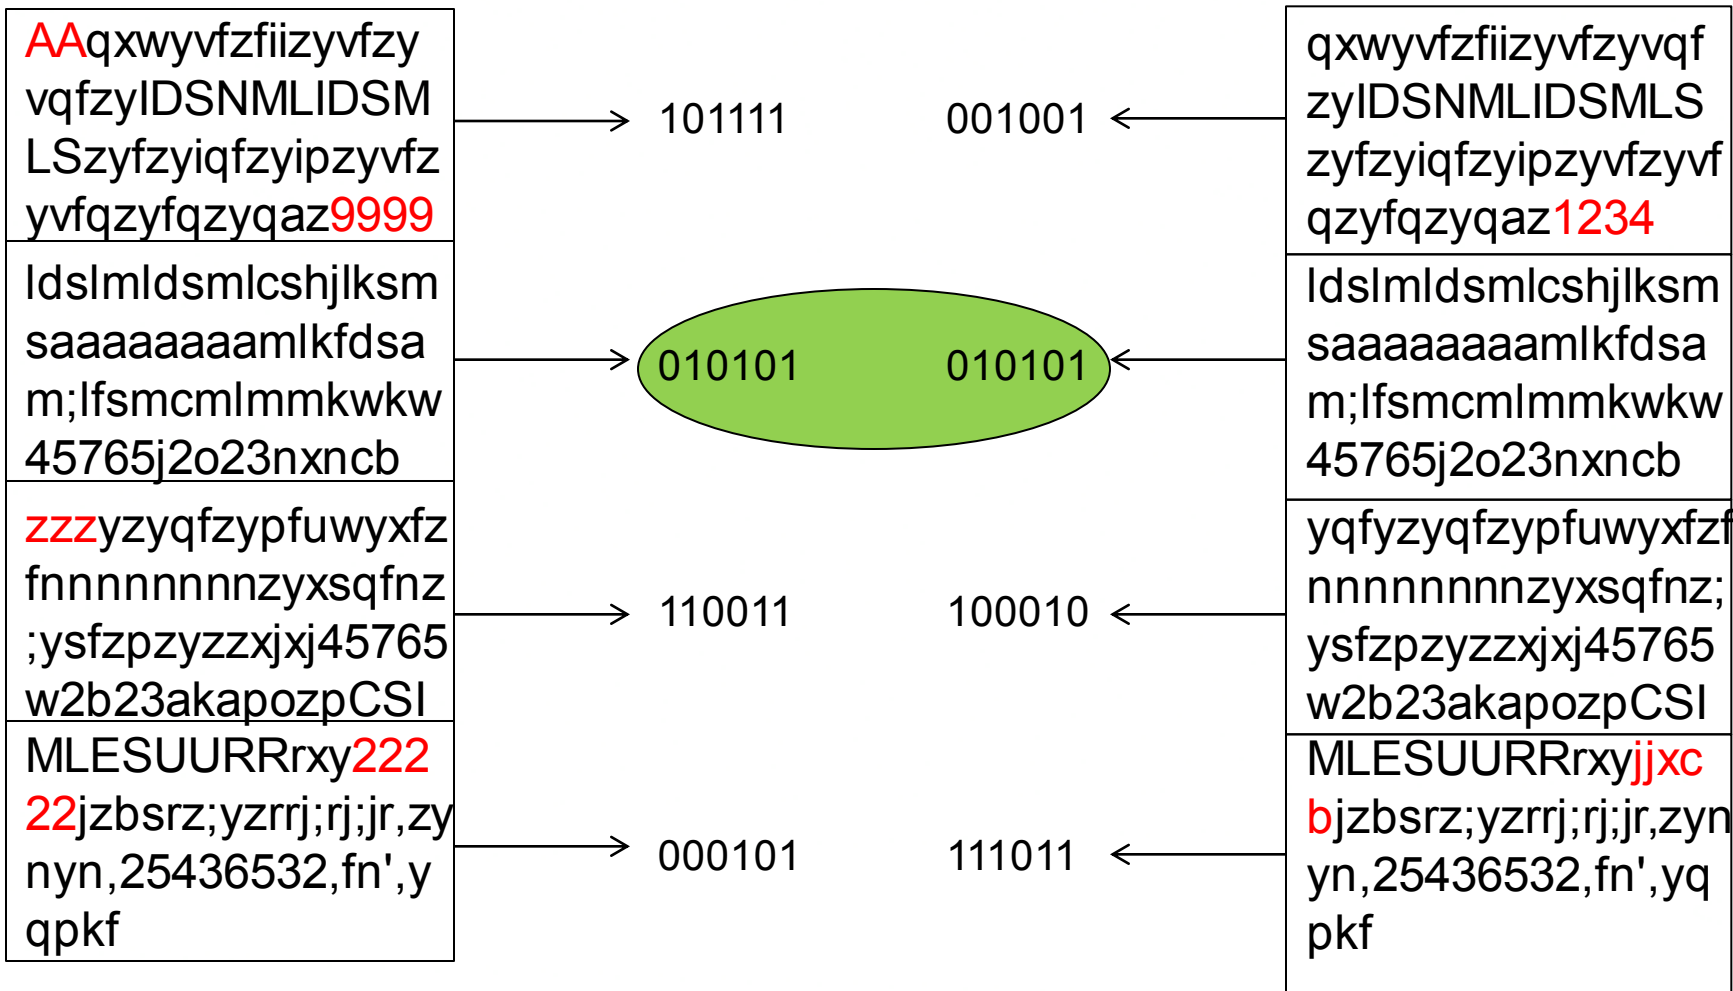 AAqxwyvfzfiizyvfzy
vqfzyIDSNMLIDSM
LSzyfzyiqfzyipzyvfz
yvfqzyfqzyqaz9999
ldslmldsmlcshjlksm
saaaaaaaamlkfdsa
m;lfsmcmlmmkwkw
45765j2o23nxncb
zzzyzyqfzypfuwyxfz
fnnnnnnnnzyxsqfnz
;ysfzpzyzzxjxj45765
w2b23akapozpCSI
MLESUURRrxy222
22jzbsrz;yzrrj;rj;jr,zy
nyn,25436532,fn',y
qpkf
101111
010101
110011
000101
001001
010101
100010
111011
qxwyvfzfiizyvfzyvqf
zyIDSNMLIDSMLS
zyfzyiqfzyipzyvfzyvf
qzyfqzyqaz1234
ldslmldsmlcshjlksm
saaaaaaaamlkfdsa
m;lfsmcmlmmkwkw
45765j2o23nxncb
yqfyzyqfzypfuwyxfzf
nnnnnnnnzyxsqfnz;
ysfzpzyzzxjxj45765
w2b23akapozpCSI
MLESUURRrxyjjxc
bjzbsrz;yzrrj;rj;jr,zyn
yn,25436532,fn',yq
pkf